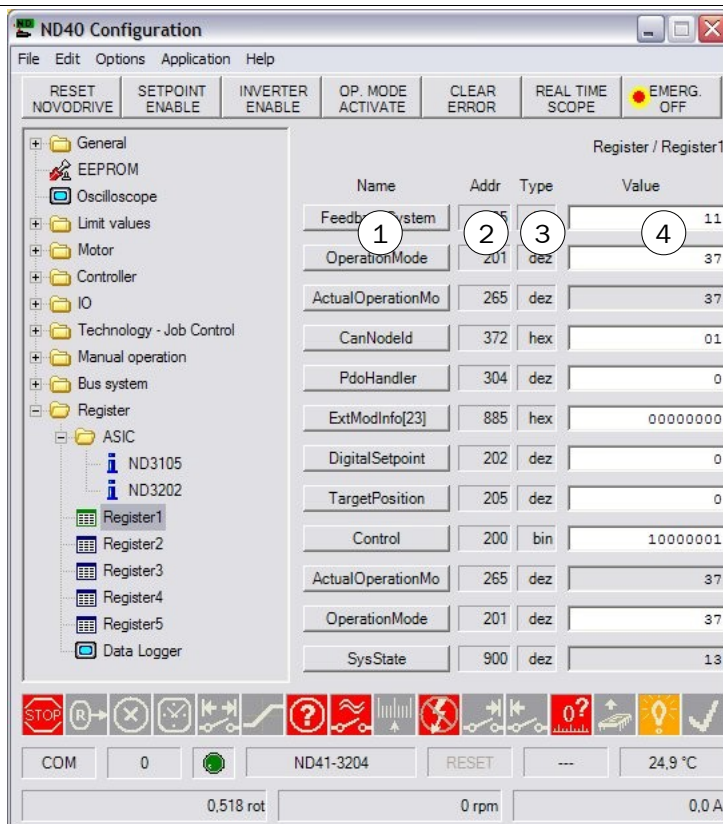 ND40 Configuration
File Edit Options Application Help
RESET NOVODRIVE
SETPOINT ENABLE
INVERTER ENABLE
OP. MODE ACTIVATE
CLEAR ERROR
REAL TIME SCOPE
EMERG. OFF
General
EEPROM
Oscilloscope
Limit values
Motor
Controller
IO
Technology - Job Control
Manual operation
Bus system
Register
ASIC
ND3105
ND3202
Register1
Register2
Register3
Register4
Register5
Data Logger
Register / Register1
Name Addr Type Value
11
1 2 3 4
OperationMode 201 dez 37
ActualOperationMo 265 dez 37
CanNodeId 372 hex 01
PdoHandler 304 dez 0
ExtModInfo[23] 885 hex 00000000
DigitalSetpoint 202 dez 0
TargetPosition 205 dez 0
Control 200 bin 10000001
ActualOperationMo 265 dez 37
OperationMode 201 dez 37
SysState 900 dez 13
STOP R ? 0?
COM 0 ND41-3204 RESET --- 24,9 °C
0,518 rot 0 rpm 0,0 A